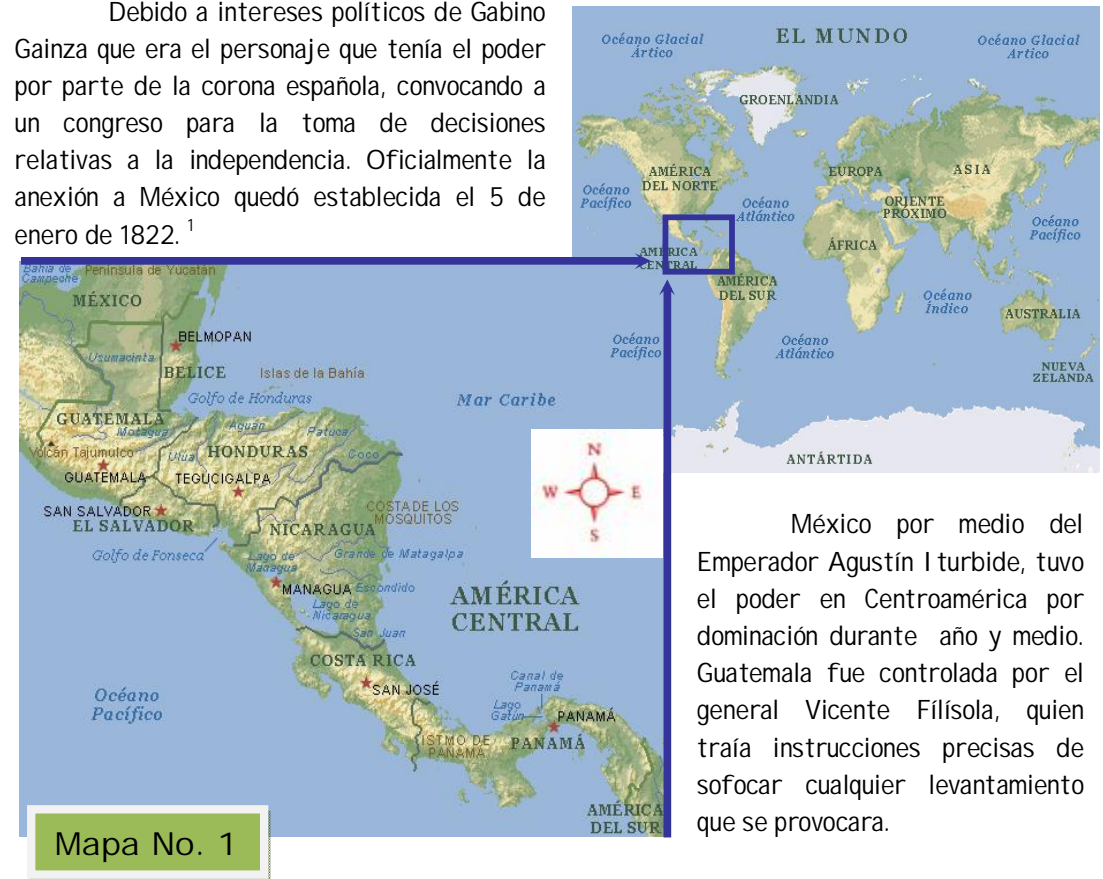 Debido a intereses políticos de Gabino
Gainza que era el personaje que tenía el poder
por parte de la corona española, convocando a
un congreso para la toma de decisiones
relativas a la independencia. Oficialmente la
anexión a México quedó establecida el 5 de
enero de 1822. 1
EL MUNDO
Océano Glacial
Ártico
Océano Glacial
Artico
GROENLANDIA
AMÉRICA
DEL NORTE
EUROPA
ASIA
Océano
Pacífico
Océano
Atlántico
ORIENTE
PRÓXIMO
Océano
Pacífico
ÁFRICA
AMÉRICA
CENTRAL
AMÉRICA
DEL SUR
Océano
Índico
AUSTRALIA
Océano
Pacífico
Océano
Atlántico
NUEVA
ZELANDA
ANTÁRTIDA
Bahía de
Campeche
Península de Yucatán
MÉXICO
BELMOPAN
Usumacinta
BELICE
Islas de la Bahía
Golfo de Honduras
Mar Caribe
GUATEMALA
Motagua
Aguán
Patuca
Volcán Tajumulco
Ulúa
HONDURAS
Coco
GUATEMALA
TEGUCIGALPA
SAN SALVADOR
EL SALVADOR
COSTA DE LOS
MOSQUITOS
NICARAGUA
Golfo de Fonseca
Lago de
Managua
Grande de Matagalpa
MANAGUA
Escondido
Lago de
Nicaragua
San Juan
AMÉRICA
CENTRAL
COSTA RICA
SAN JOSÉ
Canal de
Panamá
Océano
Pacífico
Lago
Gatún
PANAMÁ
ISTMO DE
PANAMÁ
PANAMÁ
AMÉRICA
DEL SUR
N
W E
S
Mapa No. 1
México por medio del
Emperador Agustín Iturbide, tuvo
el poder en Centroamérica por
dominación durante año y medio.
Guatemala fue controlada por el
general Vicente Fílísola, quien
traía instrucciones precisas de
sofocar cualquier levantamiento
que se provocara.